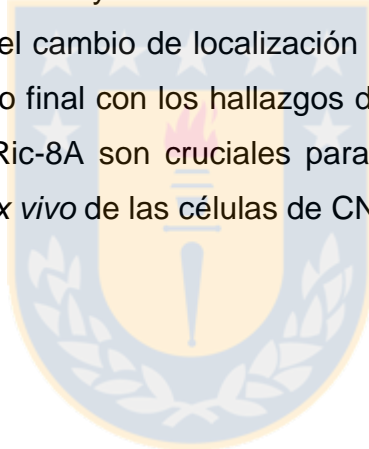 el cambio de localización
o final con los hallazgos d
Ric-8A son cruciales para
x vivo de las células de CN